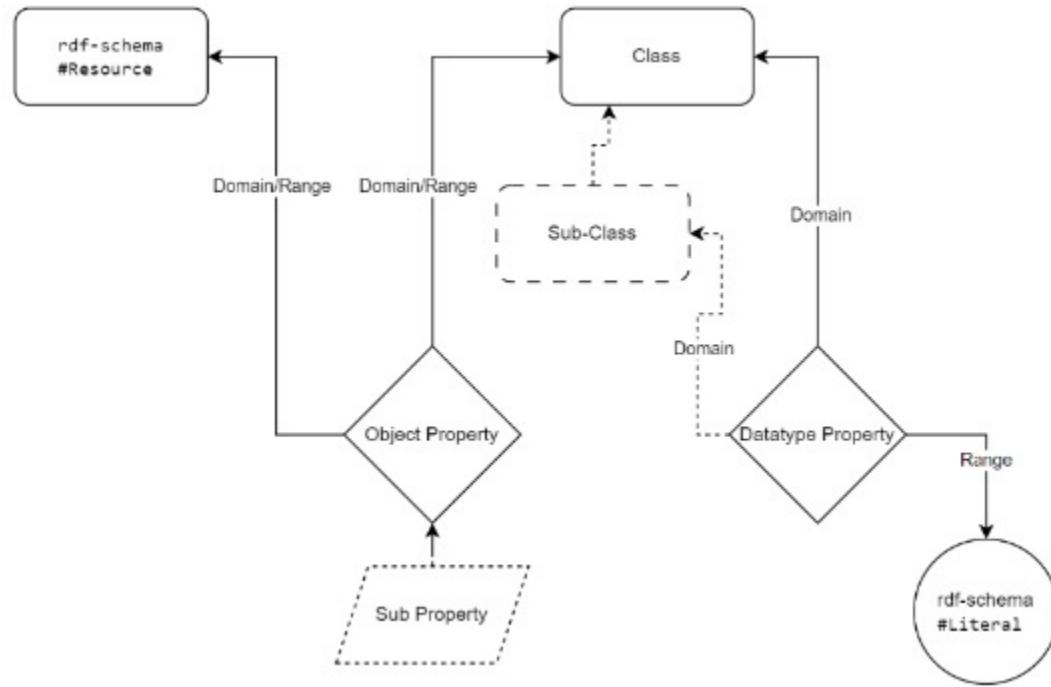 rdf-schema
#Resource
Class
Domain/Range
Domain/Range
Sub-Class
Domain
Domain
Object Property
Datatype Property
Range
Sub Property
rdf-schema
#Literal